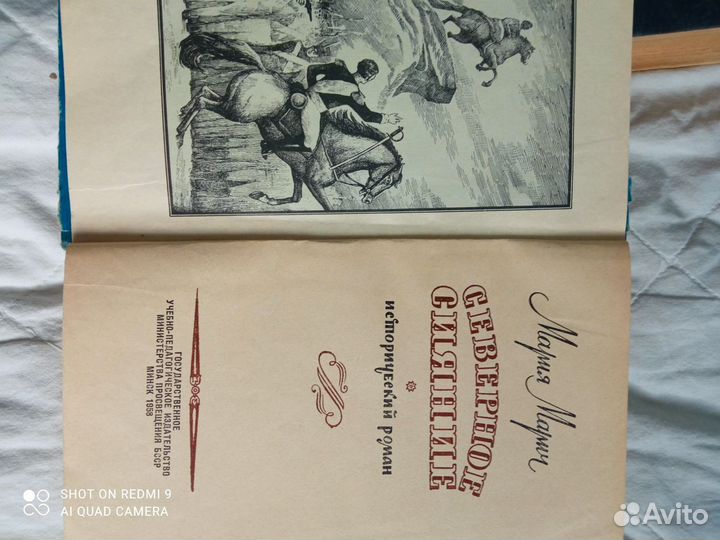 Мария Марич
СЕВЕРНОЕ
СИЯНИЕ
исторический роман
ГОСУДАРСТВЕННОЕ
УЧЕБНО-ПЕДАГОГИЧЕСКОЕ ИЗДАТЕЛЬСТВО
МИНИСТЕРСТВА ПРОСВЕЩЕНИЯ БССР
МИНСК 1958
SHOT ON REDMI 9
AI QUAD CAMERA
Avito